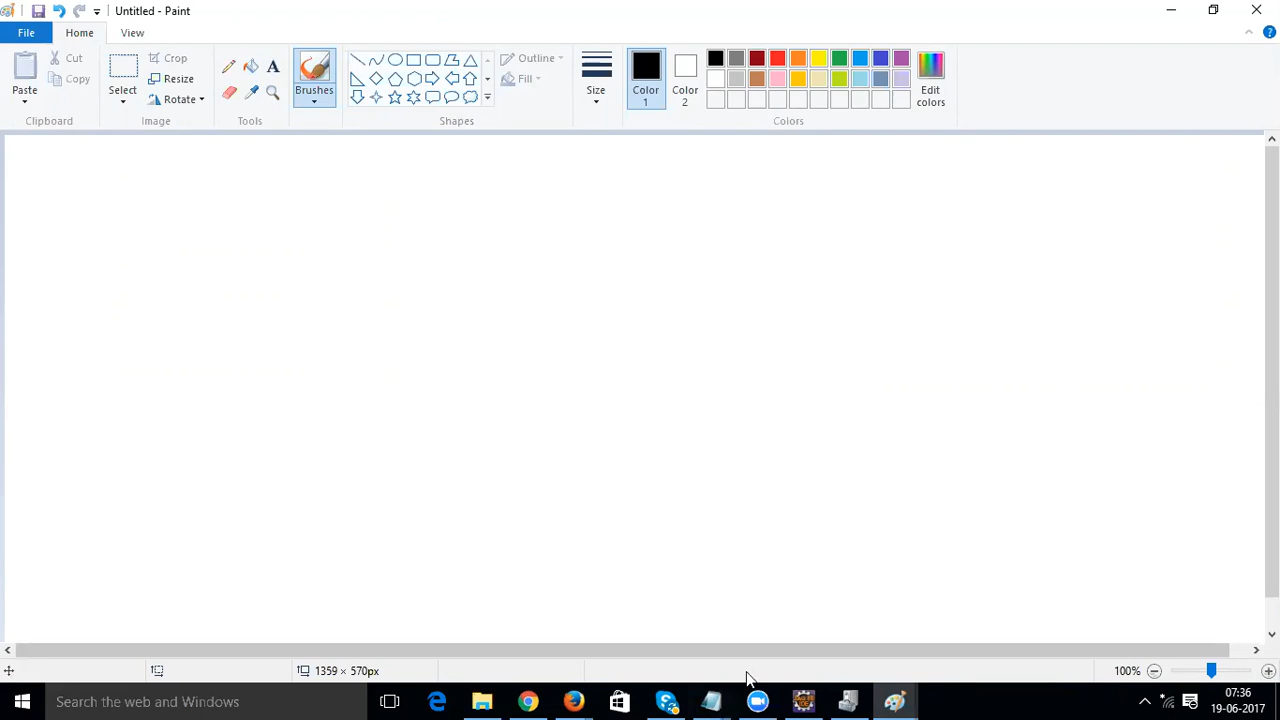 Untitled - Paint
File
Home
View
Paste
Cut
Copy
Clipboard
Select
Crop
Resize
Rotate
Image
A
Tools
Brushes
Outline
Fill
Shapes
Size
Color
1
Color
2
Edit
colors
Colors
1359 × 570px
100%
Search the web and Windows
07:36
19-06-2017